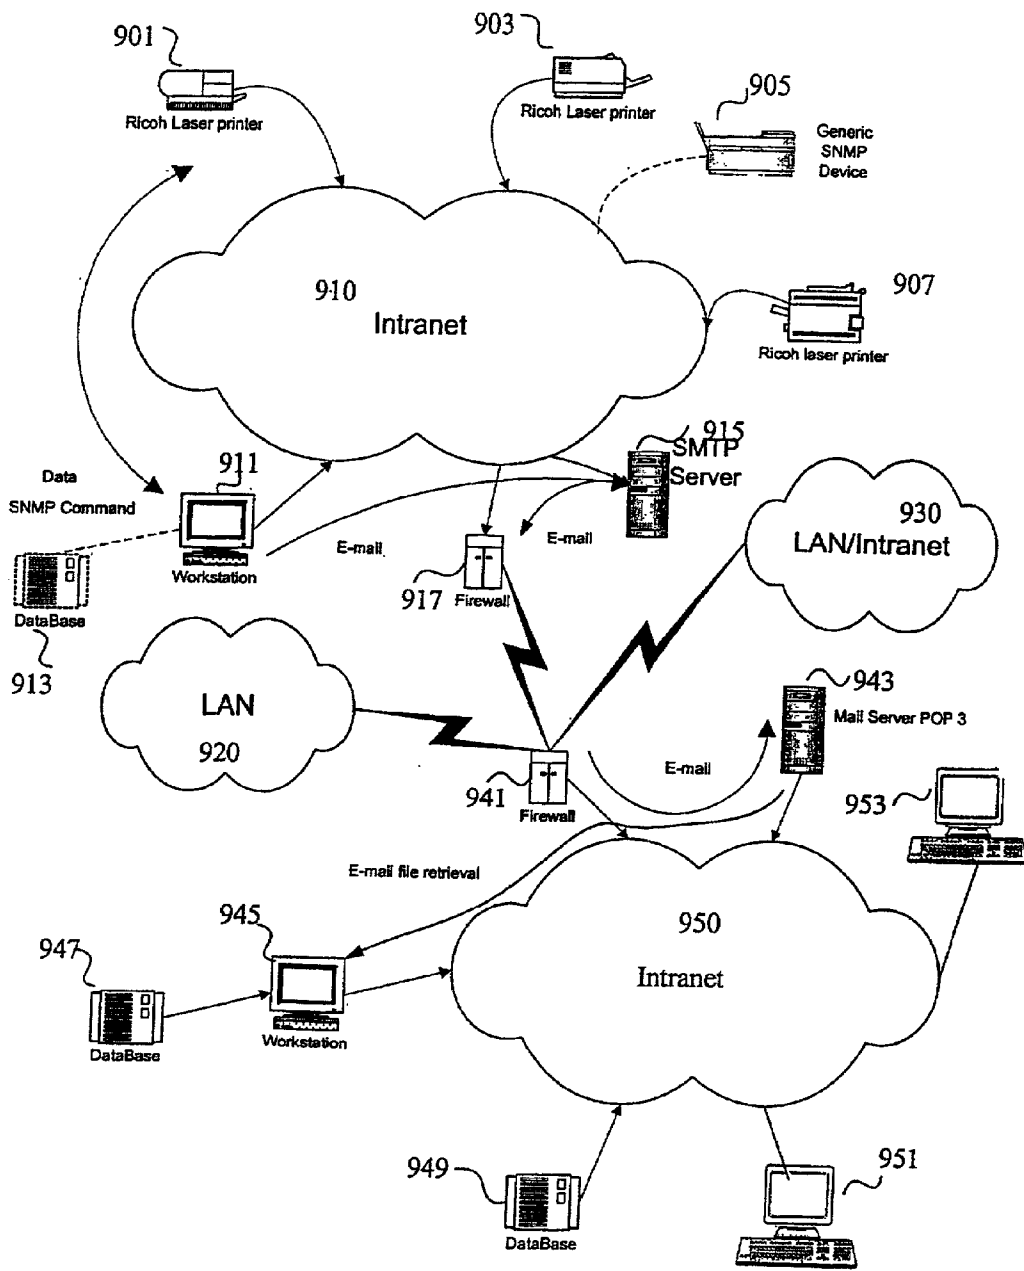 901
Ricoh Laser printer
903
Ricoh Laser printer
905
Generic
SNMP
Device
910
Intranet
907
Ricoh laser printer
915
SMTP
Server
911
Data
SNMP Command
Workstation
E-mail
E-mail
930
LAN/Intranet
917
Firewall
DataBase
913
LAN
920
943
Mail Server POP 3
E-mail
941
Firewall
953
E-mail file retrieval
945
950
Intranet
947
Workstation
DataBase
949
DataBase
951